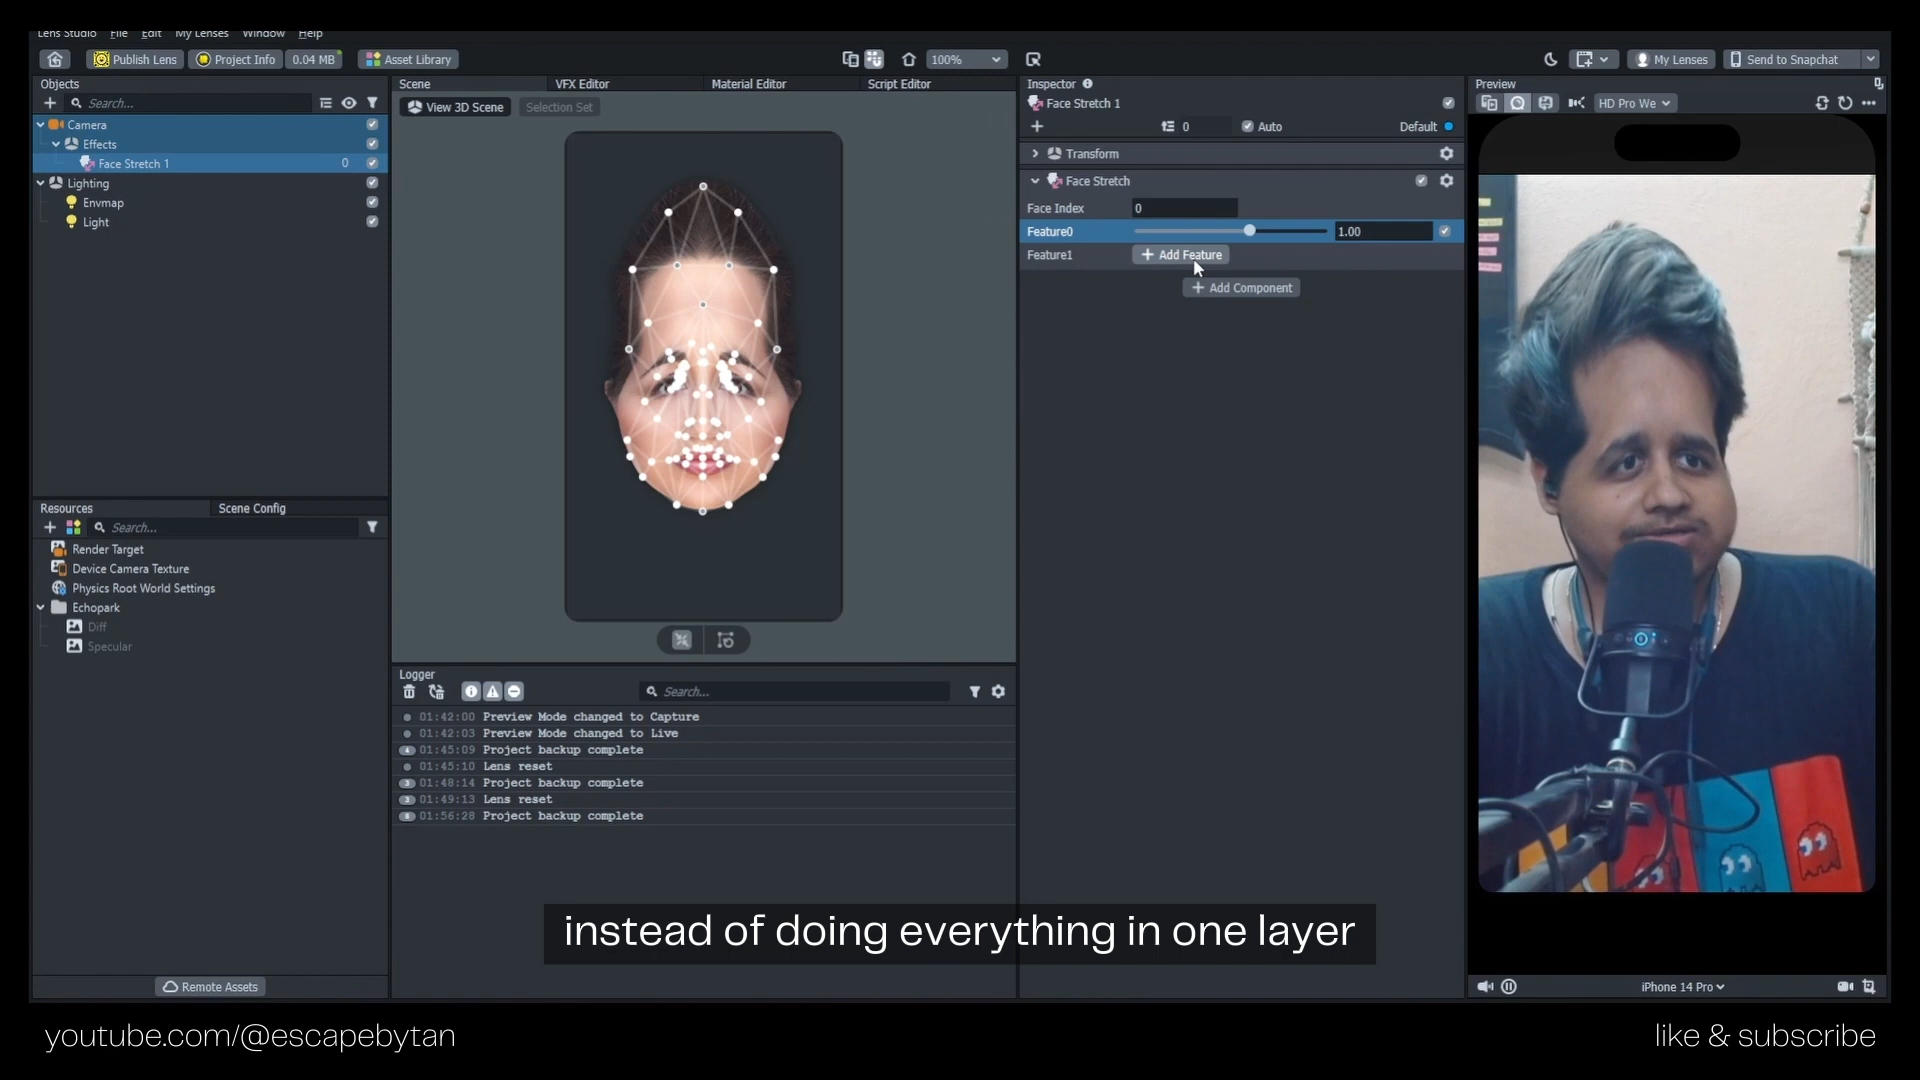 Lens Studio File Edit My Lenses Window Help
Publish Lens Project Info 0.04 MB Asset Library 100% My Lenses Send to Snapchat
Objects
Search...
Camera
Effects
Face Stretch 1 0
Lighting
Envmap
Light
Resources Scene Config
Search...
Render Target
Device Camera Texture
Physics Root World Settings
Echopark
Diff
Specular
Remote Assets
Scene VFX Editor Material Editor Script Editor
View 3D Scene Selection Set
Logger
Search...
01:42:00 Preview Mode changed to Capture
01:42:03 Preview Mode changed to Live
4 01:45:09 Project backup complete
01:45:10 Lens reset
3 01:48:14 Project backup complete
3 01:49:13 Lens reset
8 01:56:28 Project backup complete
Inspector
Face Stretch 1
0 Auto Default
Transform
Face Stretch
Face Index 0
Feature0 1.00
Feature1 + Add Feature
+ Add Component
Preview
HD Pro We
iPhone 14 Pro
instead of doing everything in one layer
youtube.com/@escapebytan
like & subscribe